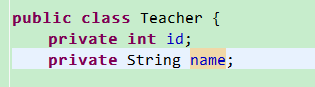 public class Teacher {
    private int id;
    private String name;